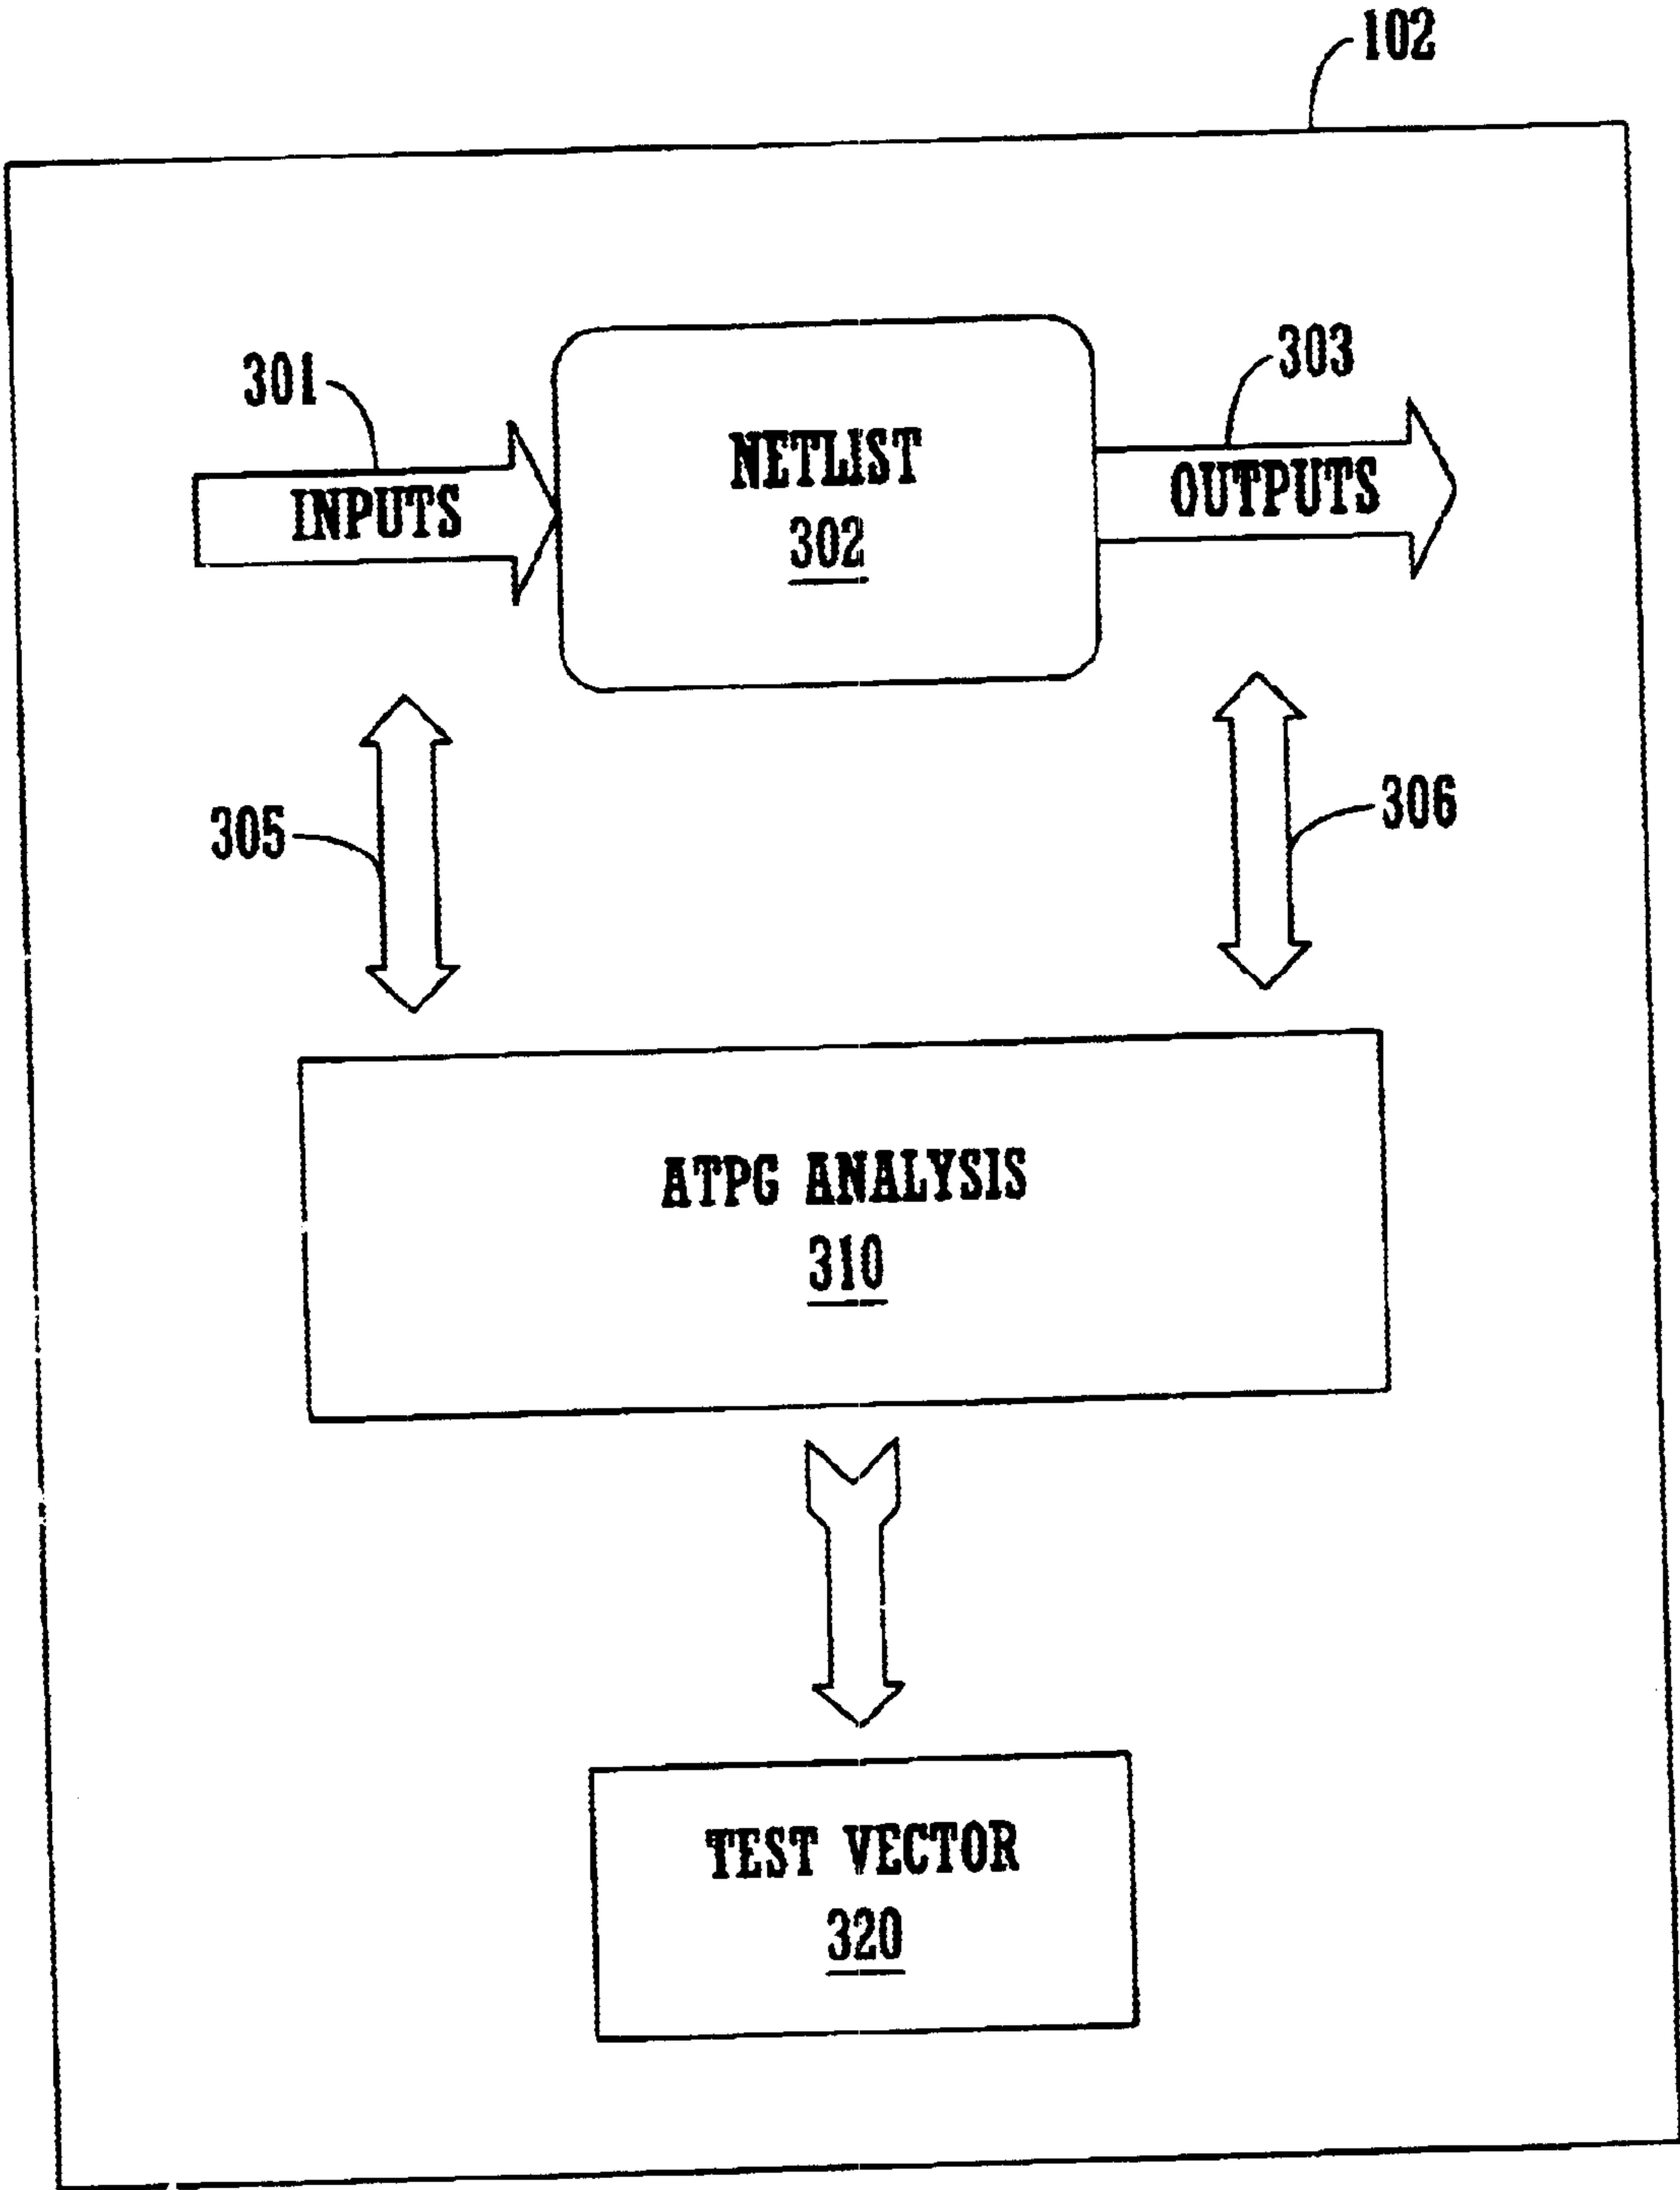 102
301
303
NETLIST
302
INPUTS
OUTPUTS
305
306
ATPG ANALYSIS
310
TEST VECTOR
320